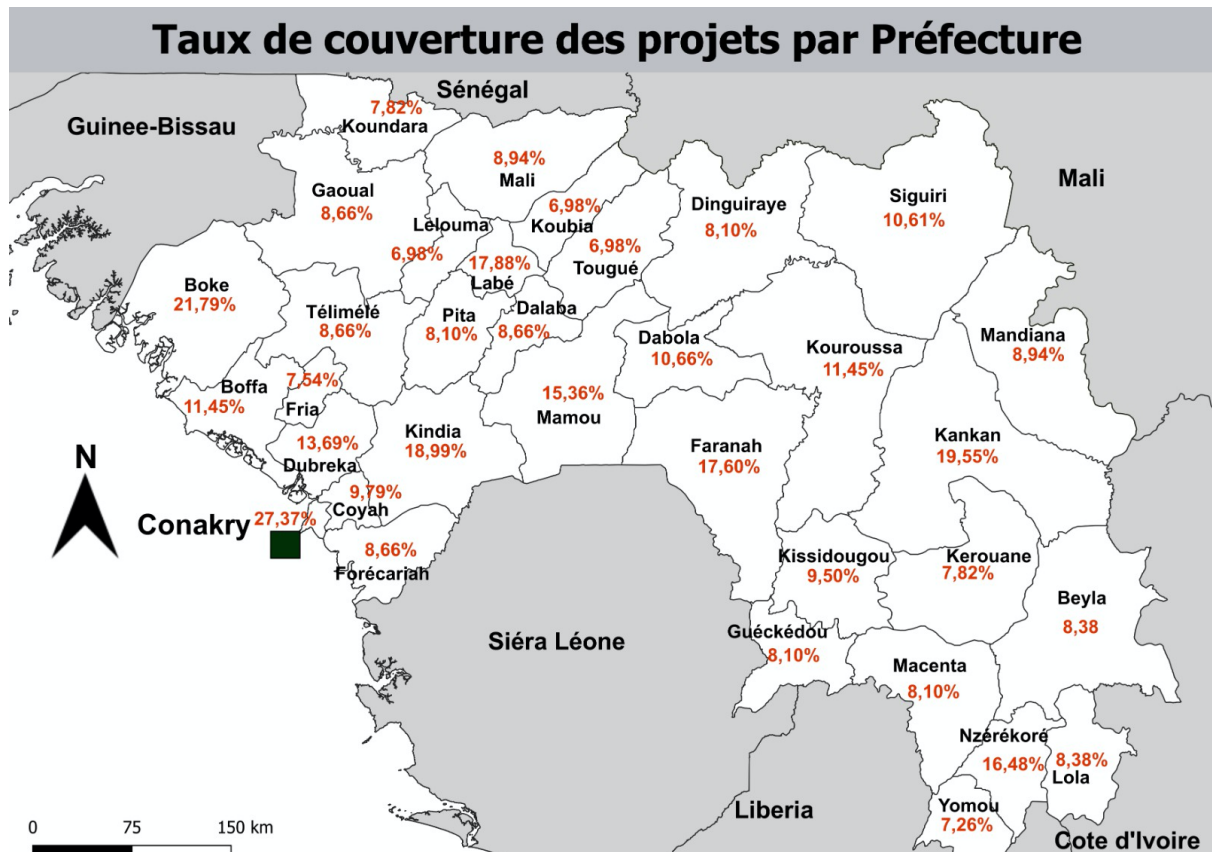 Taux de couverture des projets par Préfecture
Sénégal
7,82%
Koundara
Guinee-Bissau
8,94%
Mali
Mali
Gaoual
8,66%
6,98%
Koubia
Dinguiraye
8,10%
Siguiri
10,61%
Lelouma
6,98%
6,98%
Tougué
17,88%
Labé
Boke
21,79%
Télimélé
8,66%
Pita
8,10%
Dalaba
8,66%
Dabola
10,66%
Kouroussa
11,45%
Mandiana
8,94%
Boffa
11,45%
7,54%
Fria
15,36%
Mamou
13,69%
Dubreka
Kindia
18,99%
Faranah
17,60%
Kankan
19,55%
N
9,79%
Coyah
Conakry
27,37%
8,66%
Forécariah
Kissidougou
9,50%
Kerouane
7,82%
Beyla
8,38
Siéra Léone
Guéckédou
8,10%
Macenta
8,10%
Nzérékoré
16,48%
8,38%
Lola
Liberia
Yomou
7,26%
Cote d'Ivoire
0 75 150 km